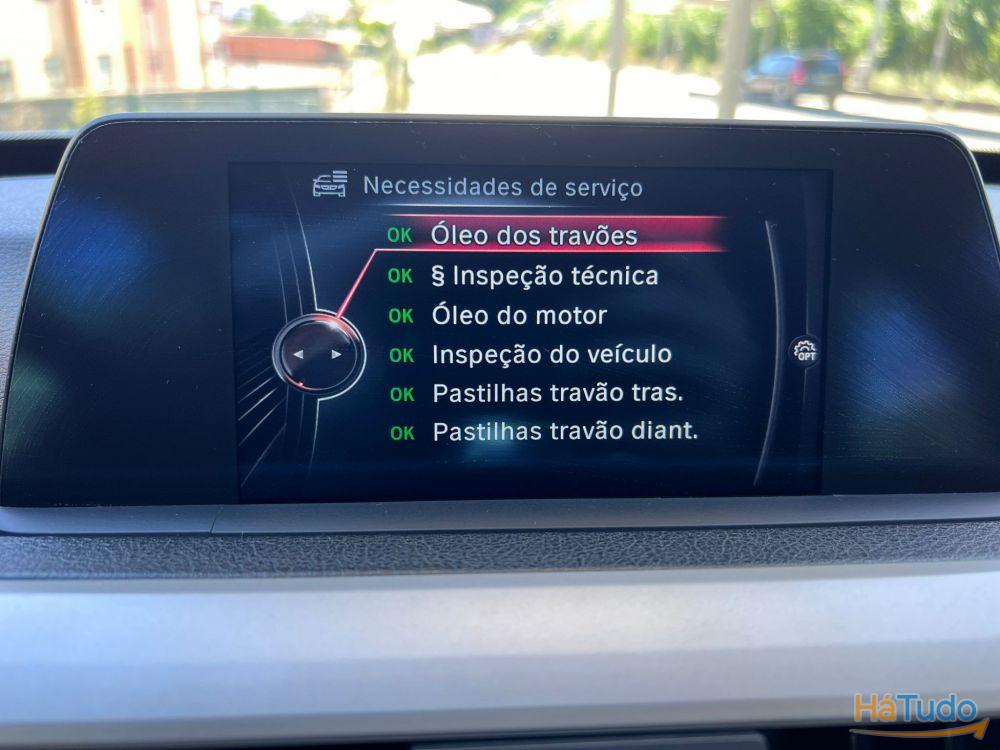 Necessidades de serviço
OK Óleo dos travões
OK § Inspeção técnica
OK Óleo do motor
OK Inspeção do veículo
OK Pastilhas travão tras.
OK Pastilhas travão diant.
OPT
HáTudo